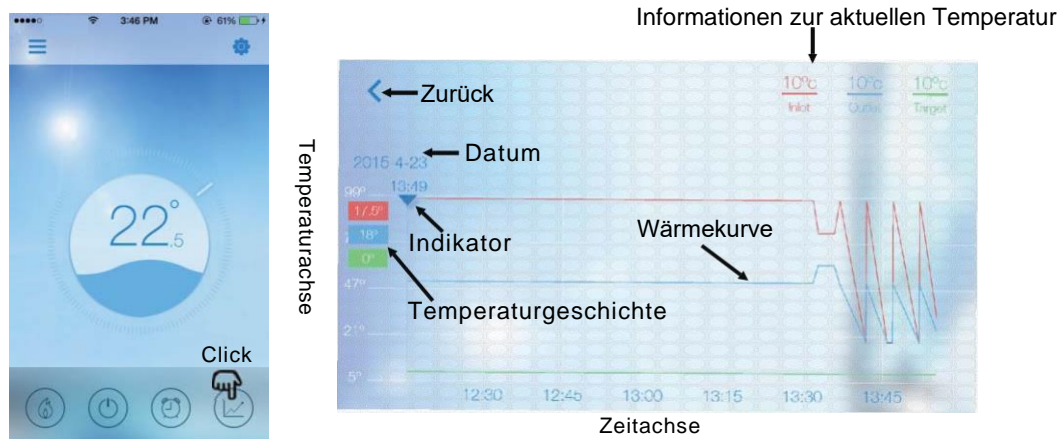 3:46 PM
61%
22°.5
Click
Informationen zur aktuellen Temperatur
10°c 10°c 10°c
Inlet Outlet Target
Zurück
Datum
2015 4-23
13:49
99°
17.5°
18°
0°
47°
21°
5°
Indikator
Wärmekurve
Temperaturgeschichte
Temperaturachse
12:30 12:45 13:00 13:15 13:30 13:45
Zeitachse